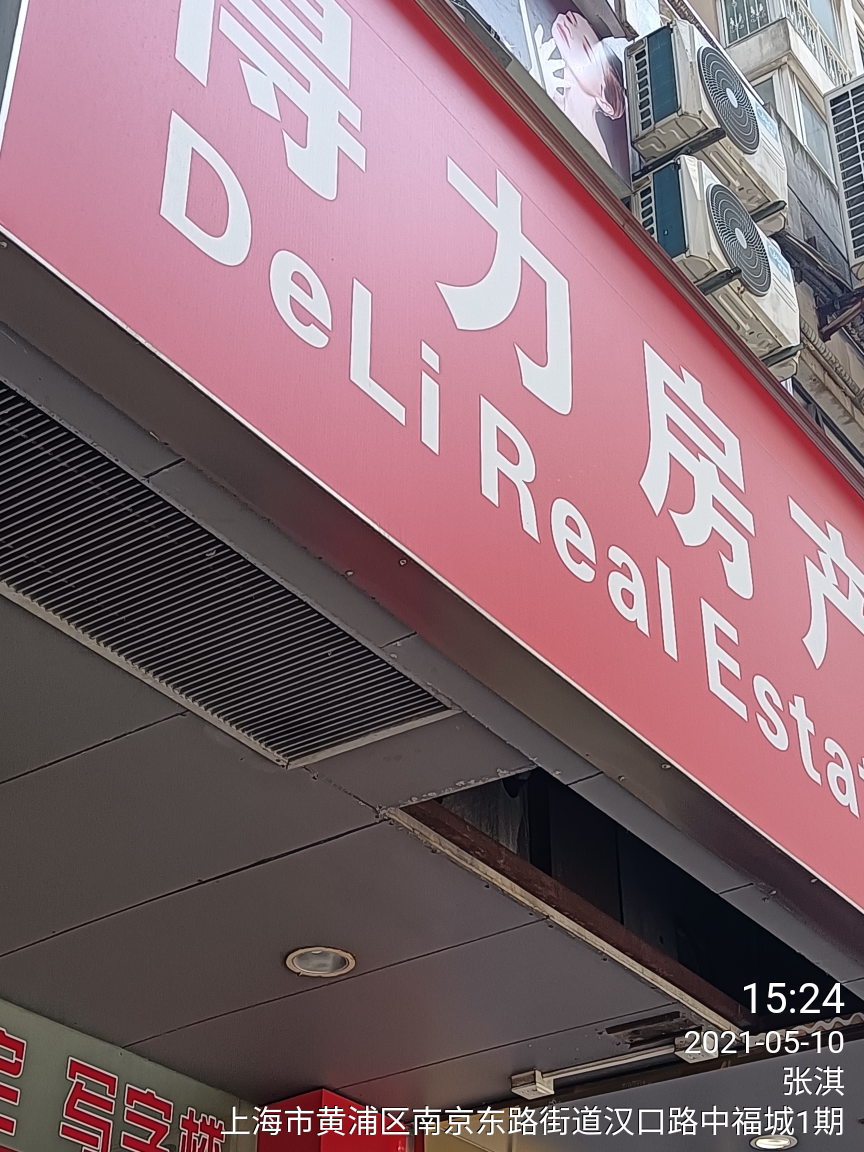 得力房产
DeLi Real Esta
写字楼
15:24
2021-05-10
张淇
上海市黄浦区南京东路街道汉口路中福城1期